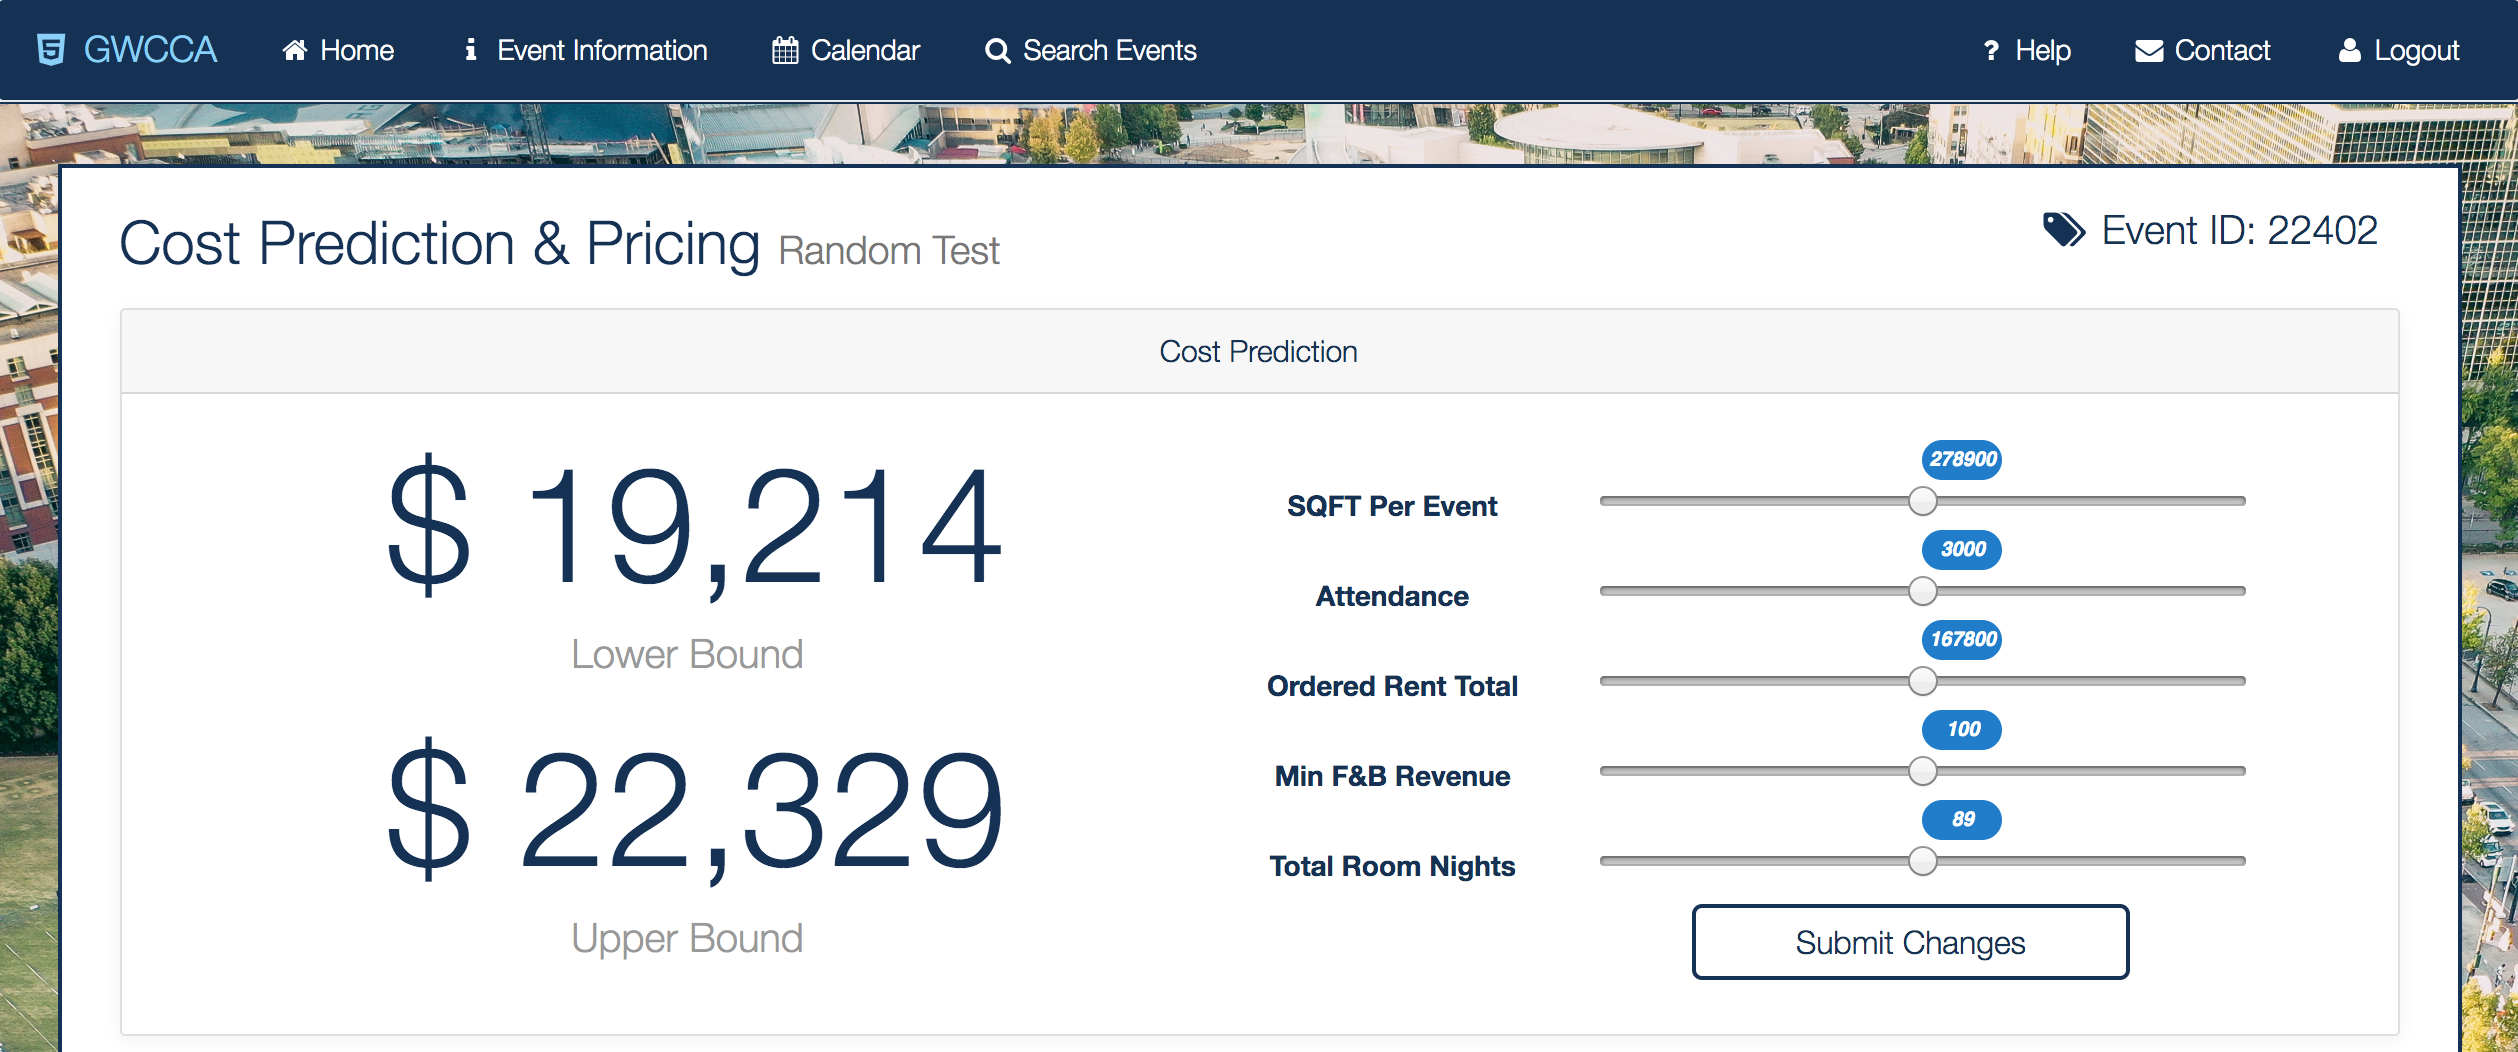 GWCCA Home Event Information Calendar Search Events ? Help Contact Logout
Cost Prediction & Pricing Random Test Event ID: 22402
Cost Prediction
$ 19,214
Lower Bound
$ 22,329
Upper Bound
278900
SQFT Per Event
3000
Attendance
167800
Ordered Rent Total
100
Min F&B Revenue
89
Total Room Nights
Submit Changes